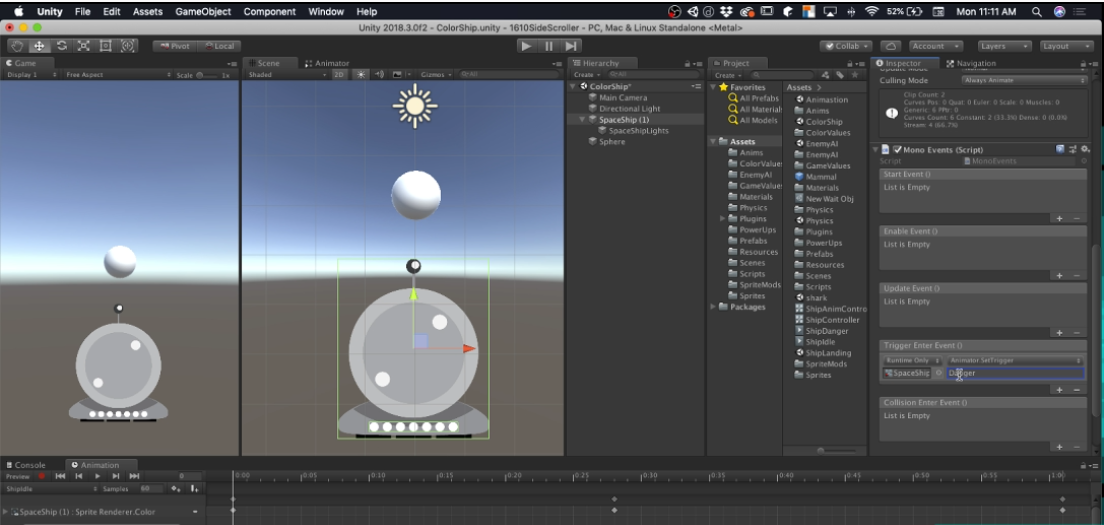 Unity File Edit Assets GameObject Component Window Help
52% Mon 11:11 AM
Unity 2018.3.0f2 - ColorShip.unity - 1610SideScroller - PC, Mac & Linux Standalone <Metal>
Pivot Local
Collab Account Layers Layout
Game
Display 1 Free Aspect Scale 1x
Scene Animator
Shaded 2D Gizmos All
Hierarchy
Create All
ColorShip*
Main Camera
Directional Light
SpaceShip (1)
SpaceShipLights
Sphere
Project
Create
Favorites
All Prefabs
All Material
All Models
Assets
Anims
ColorValue
EnemyAI
GameValue
Materials
Physics
Plugins
PowerUps
Prefabs
Resources
Scenes
Scripts
SpriteMods
Sprites
Packages
Assets >
Animastion
Anims
ColorShip
ColorValues
EnemyAI
EnemyAI
GameValues
Mammal
Materials
New Wait Obj
Physics
Physics
Plugins
PowerUps
Prefabs
Resources
Scenes
Scripts
shark
ShipAnimContro
ShipController
ShipDanger
ShipIdle
ShipLanding
SpriteMods
Sprites
Inspector Navigation
Culling Mode Always Animate
Clip Count: 2
Curves Pos: 0 Quat: 0 Euler: 0 Scale: 0 Muscles: 0
Generic: 6 PPtr: 0
Curves Count: 6 Constant: 2 (33.3%) Dense: 0 (0.0%)
Stream: 4 (66.7%)
Mono Events (Script)
Script MonoEvents
Start Event ()
List is Empty
Enable Event ()
List is Empty
Update Event ()
List is Empty
Trigger Enter Event ()
Runtime Only Animator.SetTrigger
SpaceShip Danger
Collision Enter Event ()
List is Empty
Console Animation
Preview 0 0:00 0:05 0:10 0:15 0:20 0:25 0:30 0:35 0:40 0:45 0:50 0:55 1:00
ShipIdle Samples 60
SpaceShip (1) : Sprite Renderer.Color